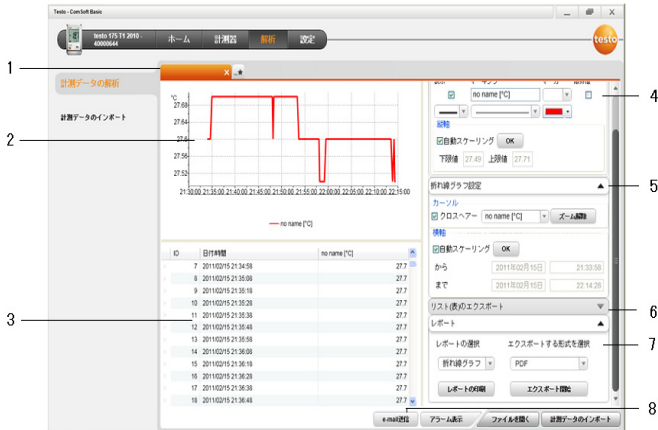 Testo - ComSoft Basic
testo 175 T1 2010 -
40000644
ホーム 計測器 解析 設定
testo
1
計測データの解析
計測データのインポート
2
°C
27.68
27.64
27.6
27.56
27.52
21:30:00 21:35:00 21:40:00 21:45:00 21:50:00 21:55:00 22:00:00 22:05:00 22:10:00 22:15:00
no name [°C]
3
ID 日付/時間 no name [°C]
7 2011/02/15 21:34:58 27.7
8 2011/02/15 21:35:08 27.7
9 2011/02/15 21:35:18 27.7
10 2011/02/15 21:35:28 27.7
11 2011/02/15 21:35:38 27.7
12 2011/02/15 21:35:48 27.7
13 2011/02/15 21:35:58 27.7
14 2011/02/15 21:36:08 27.7
15 2011/02/15 21:36:18 27.7
16 2011/02/15 21:36:28 27.7
17 2011/02/15 21:36:38 27.7
18 2011/02/15 21:36:48 27.7
no name [°C]
4
縦軸
自動スケーリング OK
下限値 27.49 上限値 27.71
折れ線グラフ設定
5
カーソル
クロスヘアー no name [°C] ズーム解除
横軸
自動スケーリング OK
から 2011年02月15日 21:33:58
まで 2011年02月15日 22:14:28
リスト(表)のエクスポート
6
レポート
レポートの選択 エクスポートする形式を選択
7
折れ線グラフ PDF
レポートの印刷 エクスポート開始
8
e-mail送信 アラーム表示 ファイルを開く 計測データのインポート